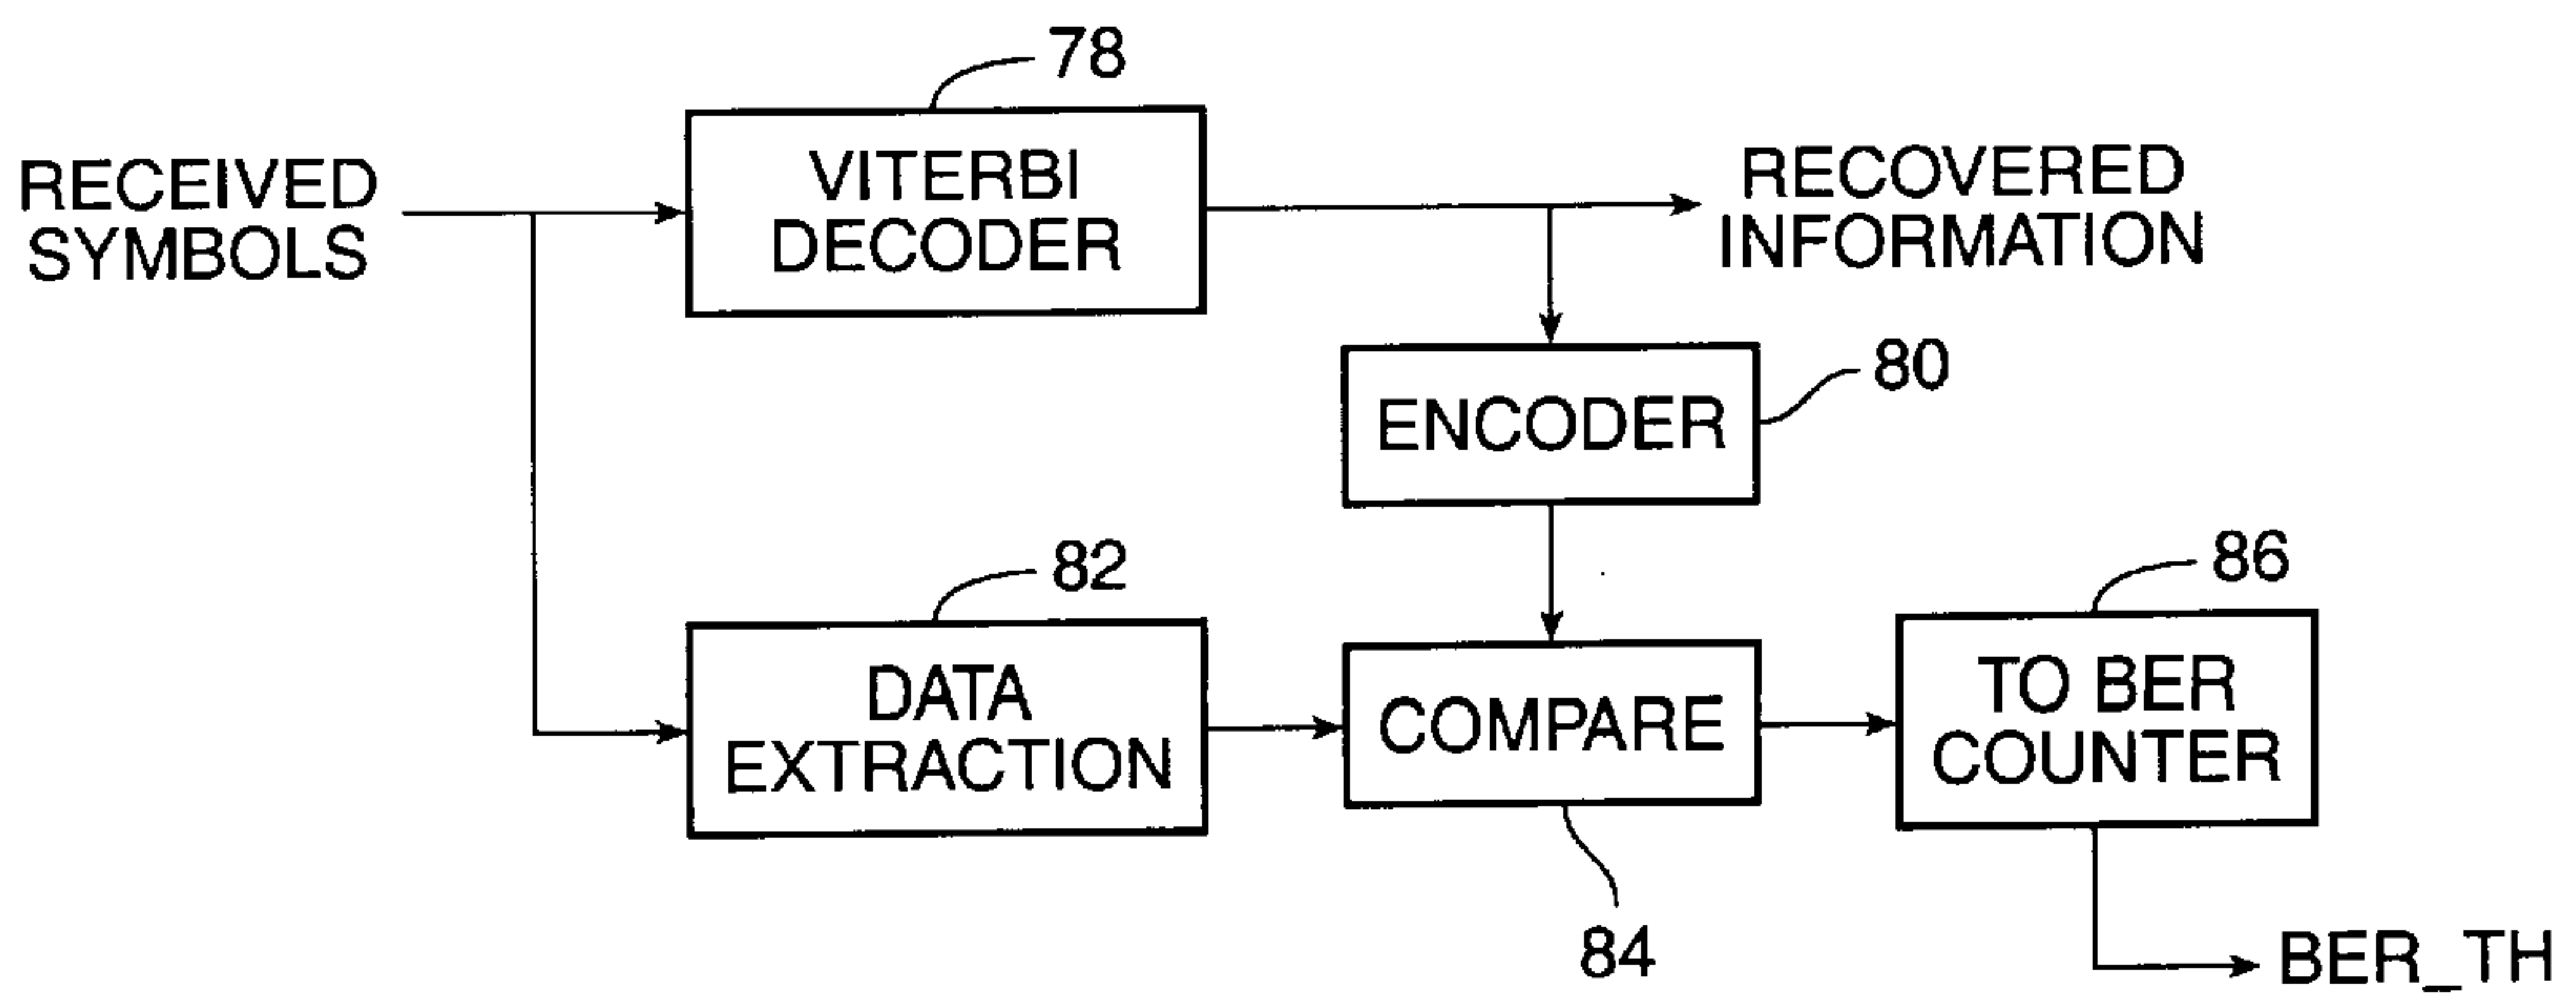 78
RECEIVED
SYMBOLS
VITERBI
DECODER
RECOVERED
INFORMATION
80
ENCODER
82
86
DATA
EXTRACTION
COMPARE
TO BER
COUNTER
84
BER_TH